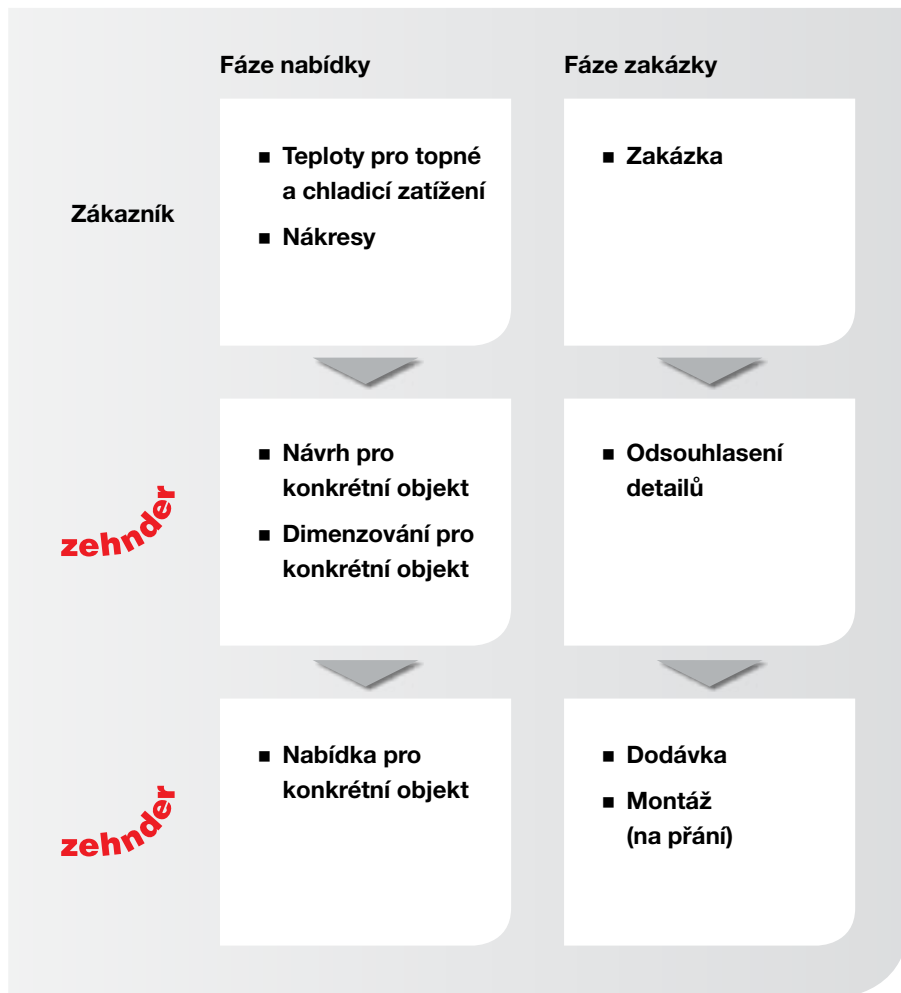 Fáze nabídky
Fáze zakázky
Zákazník
▪ Teploty pro topné
a chladicí zatížení
▪ Nákresy
▪ Zakázka
zehnder
▪ Návrh pro
konkrétní objekt
▪ Dimenzování pro
konkrétní objekt
▪ Odsouhlasení
detailů
zehnder
▪ Nabídka pro
konkrétní objekt
▪ Dodávka
▪ Montáž
(na přání)